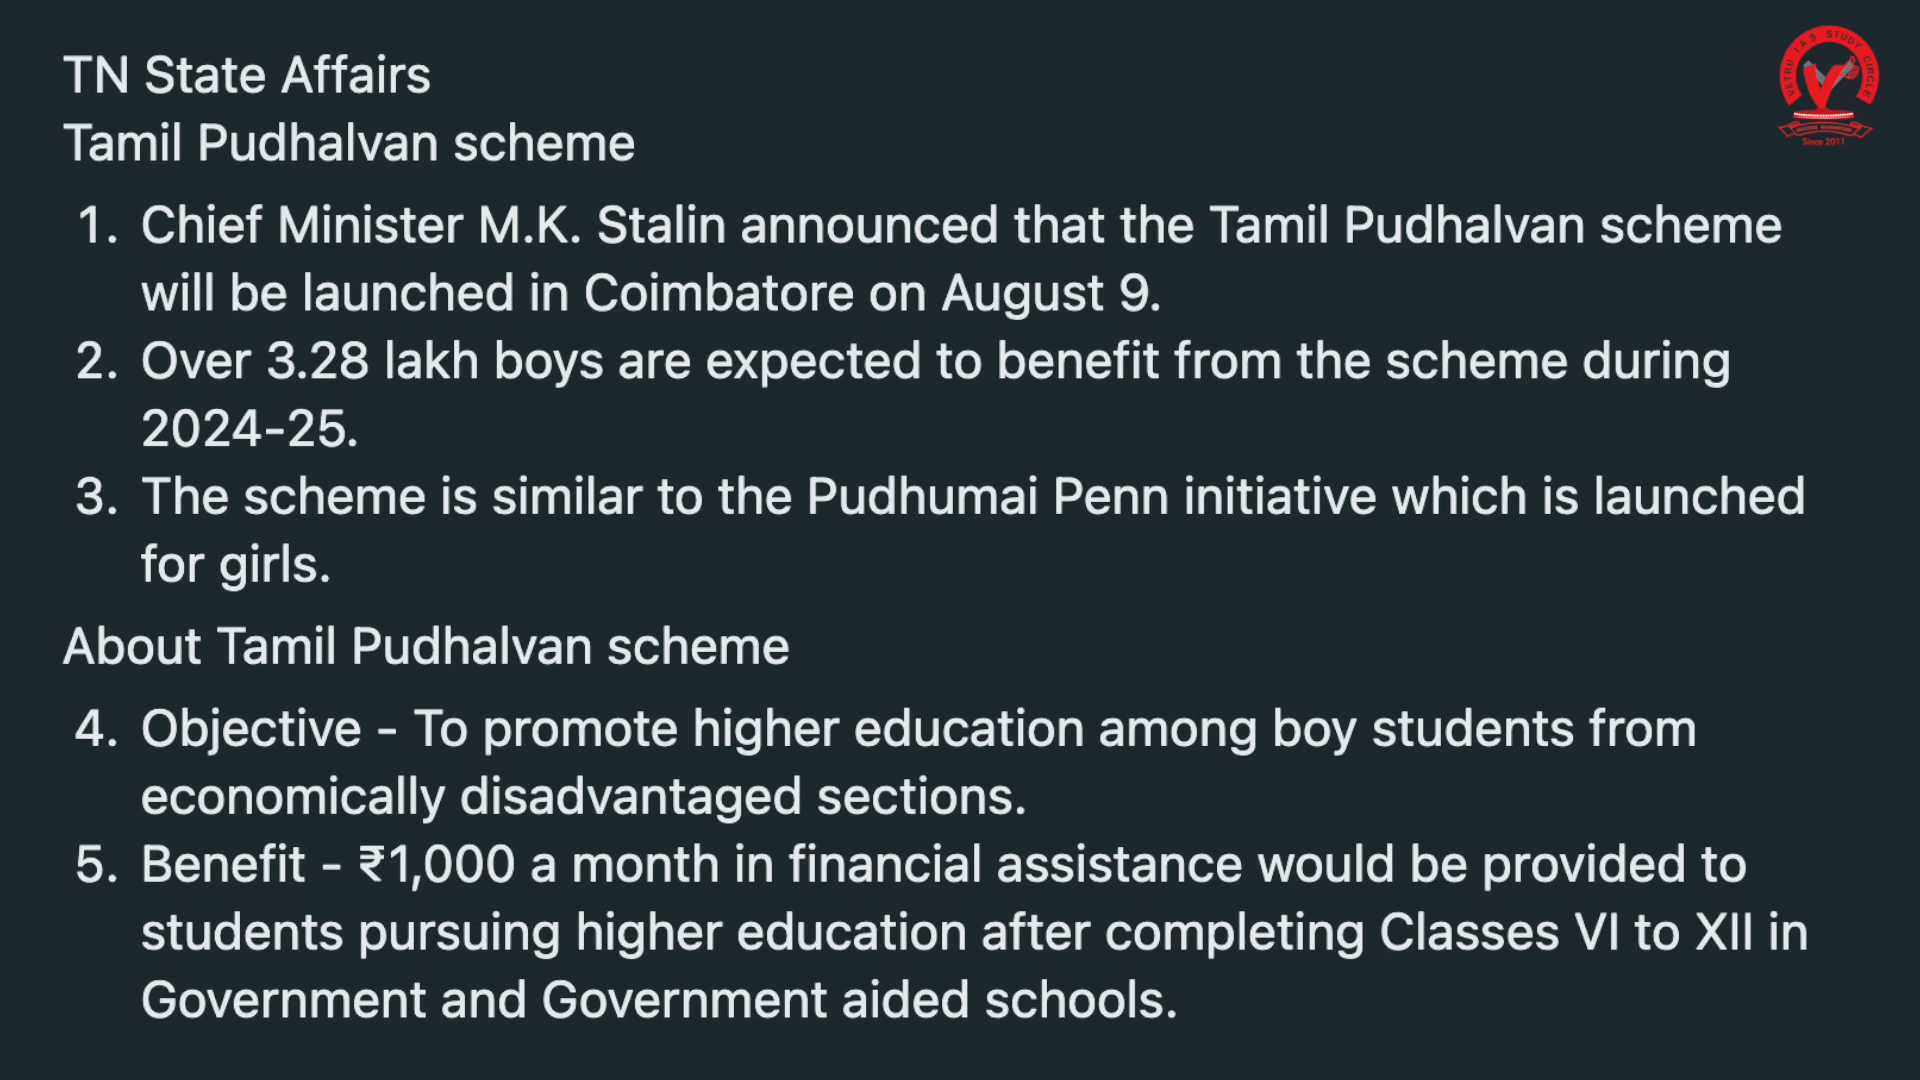 TN State Affairs
Tamil Pudhalvan scheme
1. Chief Minister M.K. Stalin announced that the Tamil Pudhalvan scheme
will be launched in Coimbatore on August 9.
2. Over 3.28 lakh boys are expected to benefit from the scheme during
2024-25.
3. The scheme is similar to the Pudhumai Penn initiative which is launched
for girls.
About Tamil Pudhalvan scheme
4. Objective - To promote higher education among boy students from
economically disadvantaged sections.
5. Benefit - ₹1,000 a month in financial assistance would be provided to
students pursuing higher education after completing Classes VI to XII in
Government and Government aided schools.
VETRII I.A.S STUDY CIRCLE
Since 2011